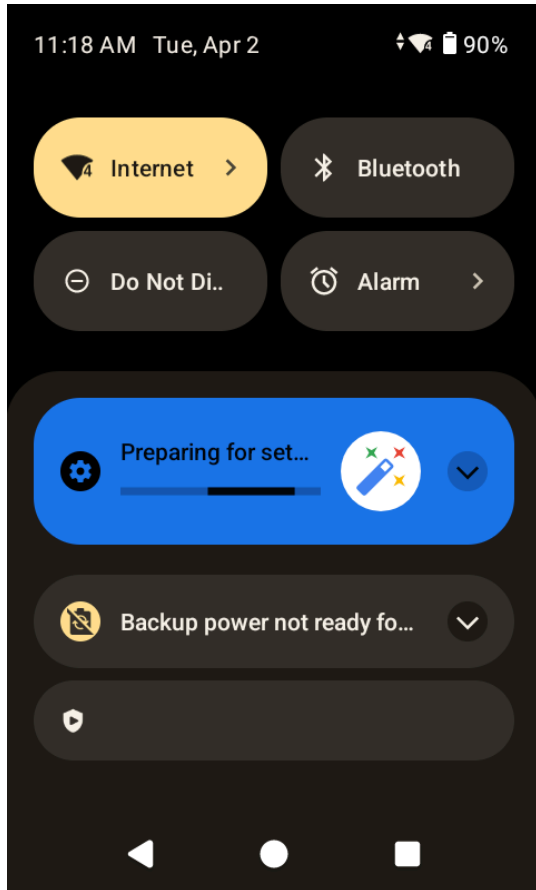 11:18 AM Tue, Apr 2 90%
Internet Bluetooth
Do Not Di.. Alarm
Preparing for set...
Backup power not ready fo...